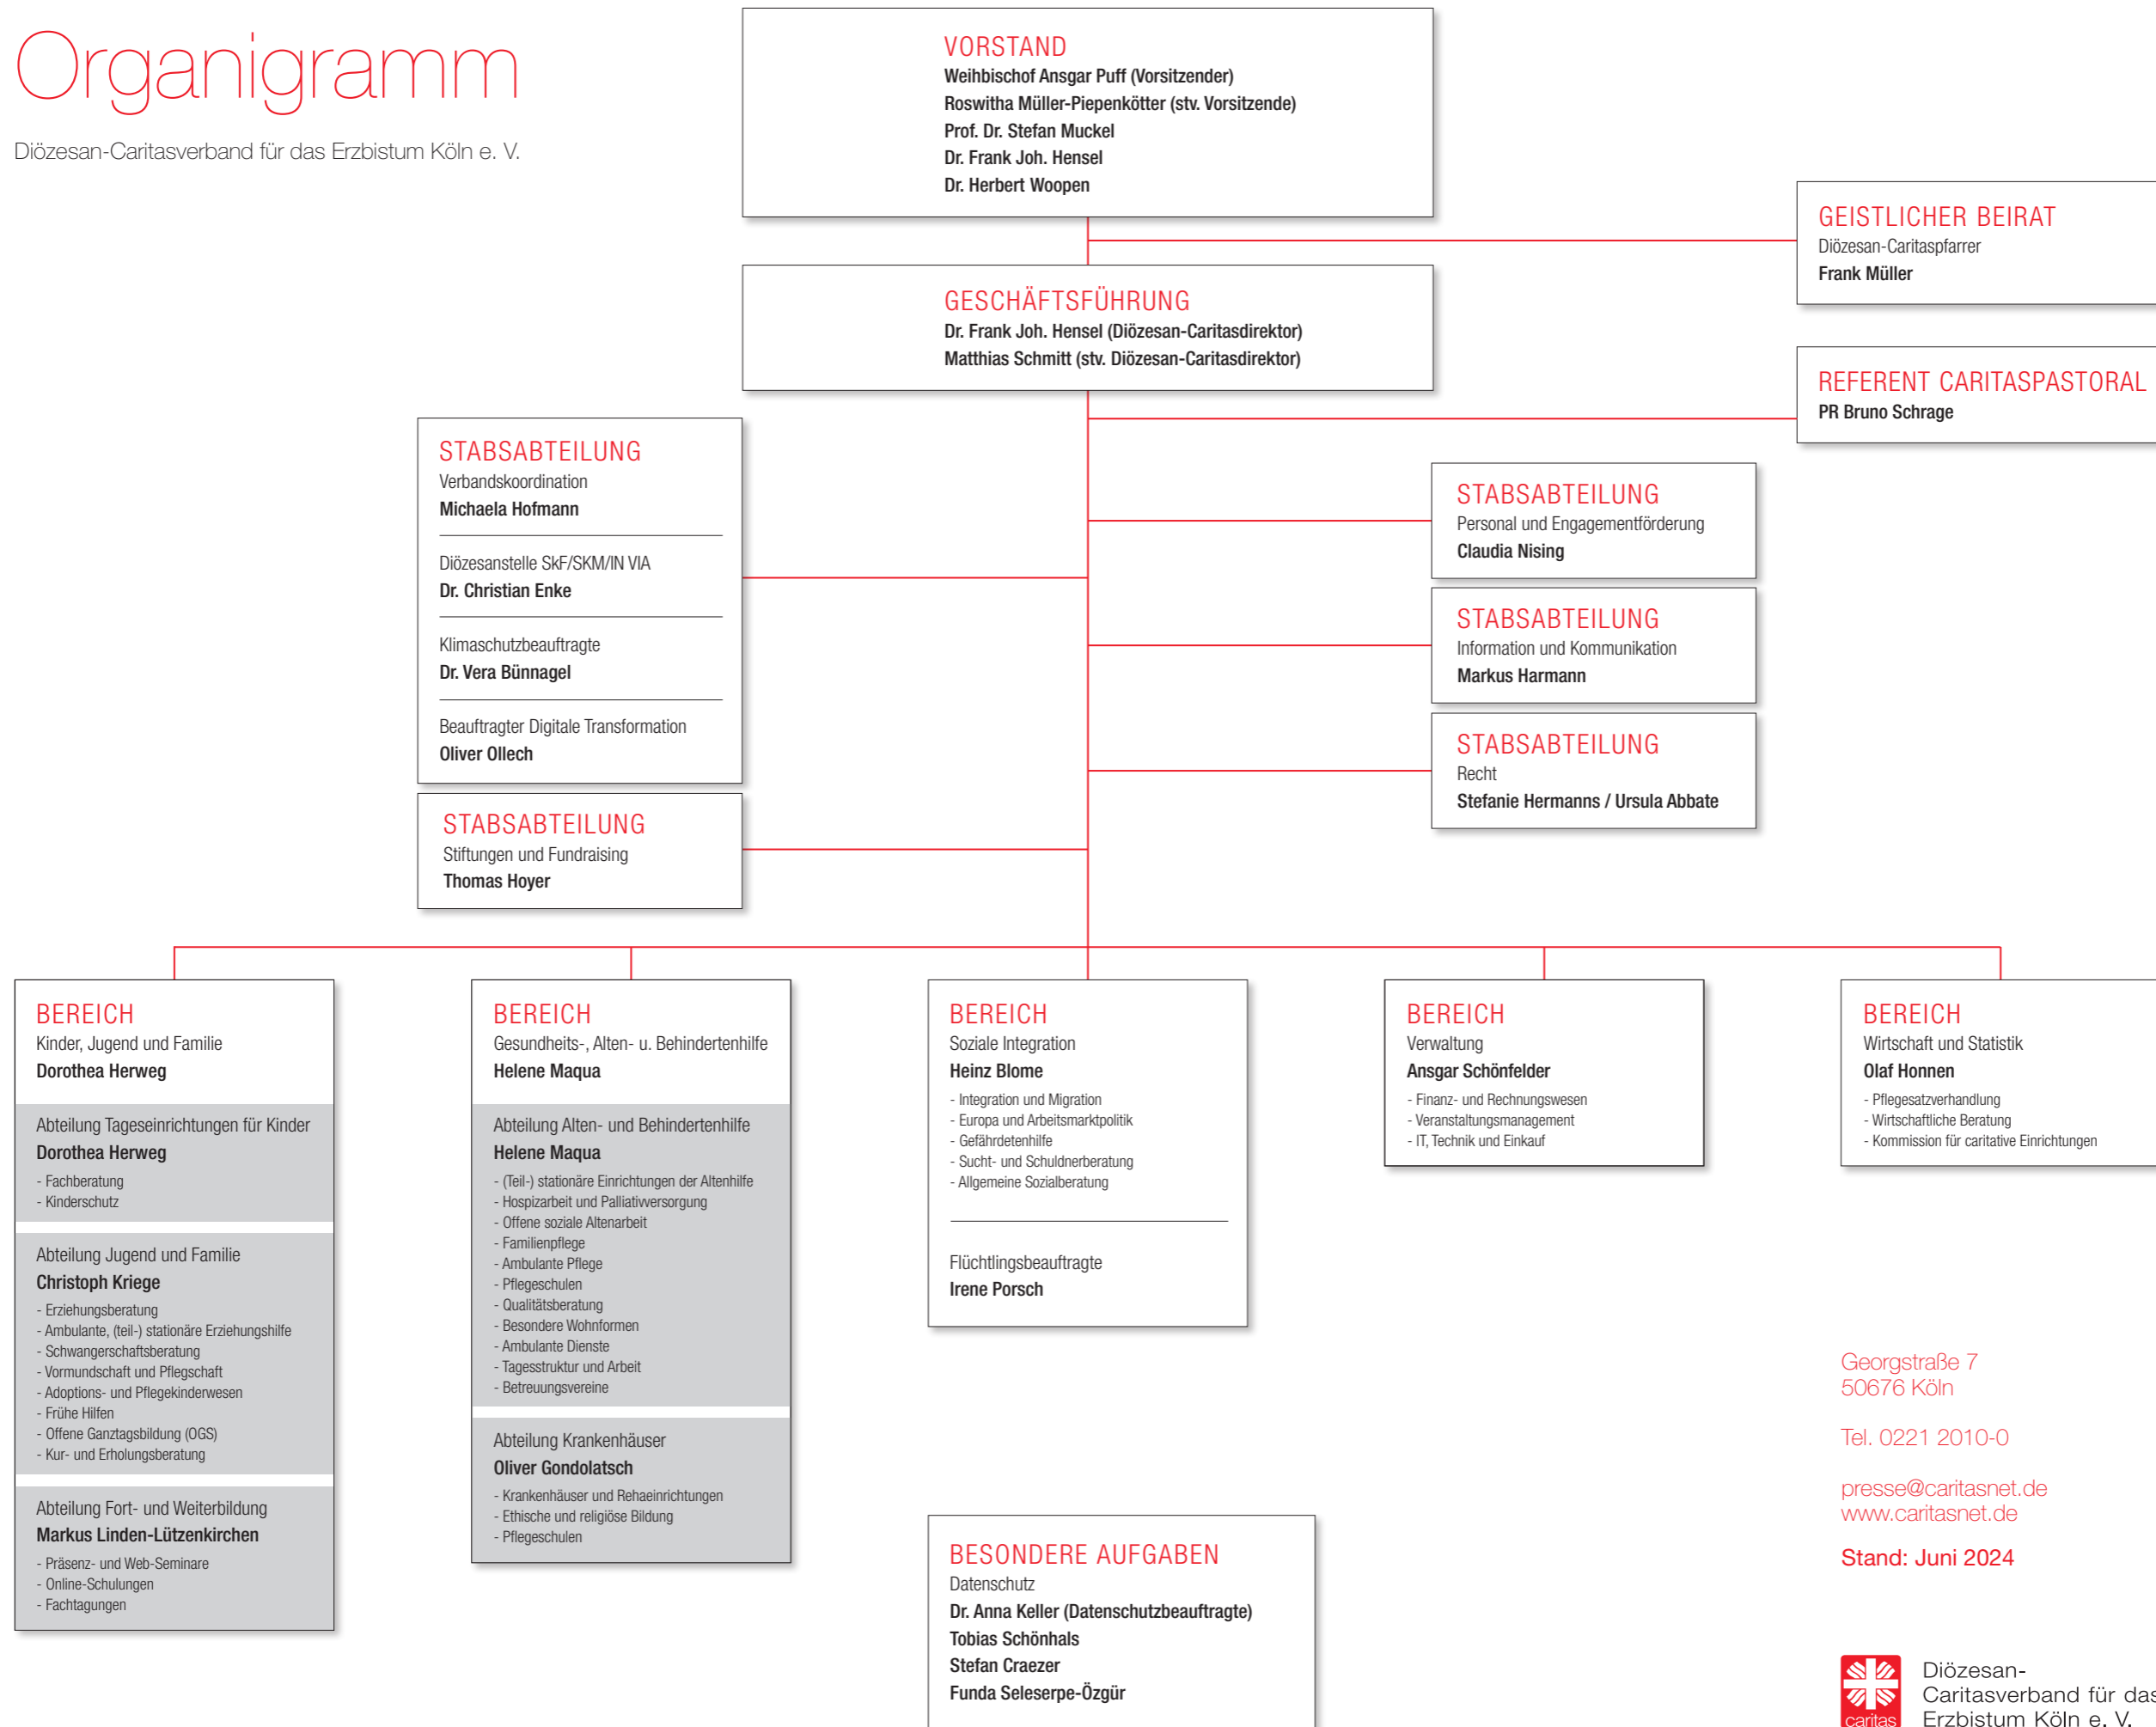 Organigramm
Diözesan-Caritasverband für das Erzbistum Köln e. V.
VORSTAND
Weihbischof Ansgar Puff (Vorsitzender)
Roswitha Müller-Piepenkötter (stv. Vorsitzende)
Prof. Dr. Stefan Muckel
Dr. Frank Joh. Hensel
Dr. Herbert Woopen
GEISTLICHER BEIRAT
Diözesan-Caritaspfarrer
Frank Müller
GESCHÄFTSFÜHRUNG
Dr. Frank Joh. Hensel (Diözesan-Caritasdirektor)
Matthias Schmitt (stv. Diözesan-Caritasdirektor)
REFERENT CARITASPASTORAL
PR Bruno Schrage
STABSABTEILUNG
Verbandskoordination
Michaela Hofmann
Diözesanstelle SkF/SKM/IN VIA
Dr. Christian Enke
Klimaschutzbeauftragte
Dr. Vera Bünnagel
Beauftragter Digitale Transformation
Oliver Ollech
STABSABTEILUNG
Stiftungen und Fundraising
Thomas Hoyer
STABSABTEILUNG
Personal und Engagementförderung
Claudia Nising
STABSABTEILUNG
Information und Kommunikation
Markus Harmann
STABSABTEILUNG
Recht
Stefanie Hermanns / Ursula Abbate
BEREICH
Kinder, Jugend und Familie
Dorothea Herweg
Abteilung Tageseinrichtungen für Kinder
Dorothea Herweg
- Fachberatung
- Kinderschutz
Abteilung Jugend und Familie
Christoph Kriege
- Erziehungsberatung
- Ambulante, (teil-) stationäre Erziehungshilfe
- Schwangerschaftsberatung
- Vormundschaft und Pflegschaft
- Adoptions- und Pflegekinderwesen
- Frühe Hilfen
- Offene Ganztagsbildung (OGS)
- Kur- und Erholungsberatung
Abteilung Fort- und Weiterbildung
Markus Linden-Lützenkirchen
- Präsenz- und Web-Seminare
- Online-Schulungen
- Fachtagungen
BEREICH
Gesundheits-, Alten- u. Behindertenhilfe
Helene Maqua
Abteilung Alten- und Behindertenhilfe
Helene Maqua
- (Teil-) stationäre Einrichtungen der Altenhilfe
- Hospizarbeit und Palliativversorgung
- Offene soziale Altenarbeit
- Familienpflege
- Ambulante Pflege
- Pflegeschulen
- Qualitätsberatung
- Besondere Wohnformen
- Ambulante Dienste
- Tagesstruktur und Arbeit
- Betreuungsvereine
Abteilung Krankenhäuser
Oliver Gondolatsch
- Krankenhäuser und Rehaeinrichtungen
- Ethische und religiöse Bildung
- Pflegeschulen
BEREICH
Soziale Integration
Heinz Blome
- Integration und Migration
- Europa und Arbeitsmarktpolitik
- Gefährdetenhilfe
- Sucht- und Schuldnerberatung
- Allgemeine Sozialberatung
Flüchtlingsbeauftragte
Irene Porsch
BEREICH
Verwaltung
Ansgar Schönfelder
- Finanz- und Rechnungswesen
- Veranstaltungsmanagement
- IT, Technik und Einkauf
BEREICH
Wirtschaft und Statistik
Olaf Honnen
- Pflegesatzverhandlung
- Wirtschaftliche Beratung
- Kommission für caritative Einrichtungen
BESONDERE AUFGABEN
Datenschutz
Dr. Anna Keller (Datenschutzbeauftragte)
Tobias Schönhals
Stefan Craezer
Funda Seleserpe-Özgür
Georgstraße 7
50676 Köln
Tel. 0221 2010-0
presse@caritasnet.de
www.caritasnet.de
Stand: Juni 2024
caritas
Diözesan-
Caritasverband für das
Erzbistum Köln e. V.